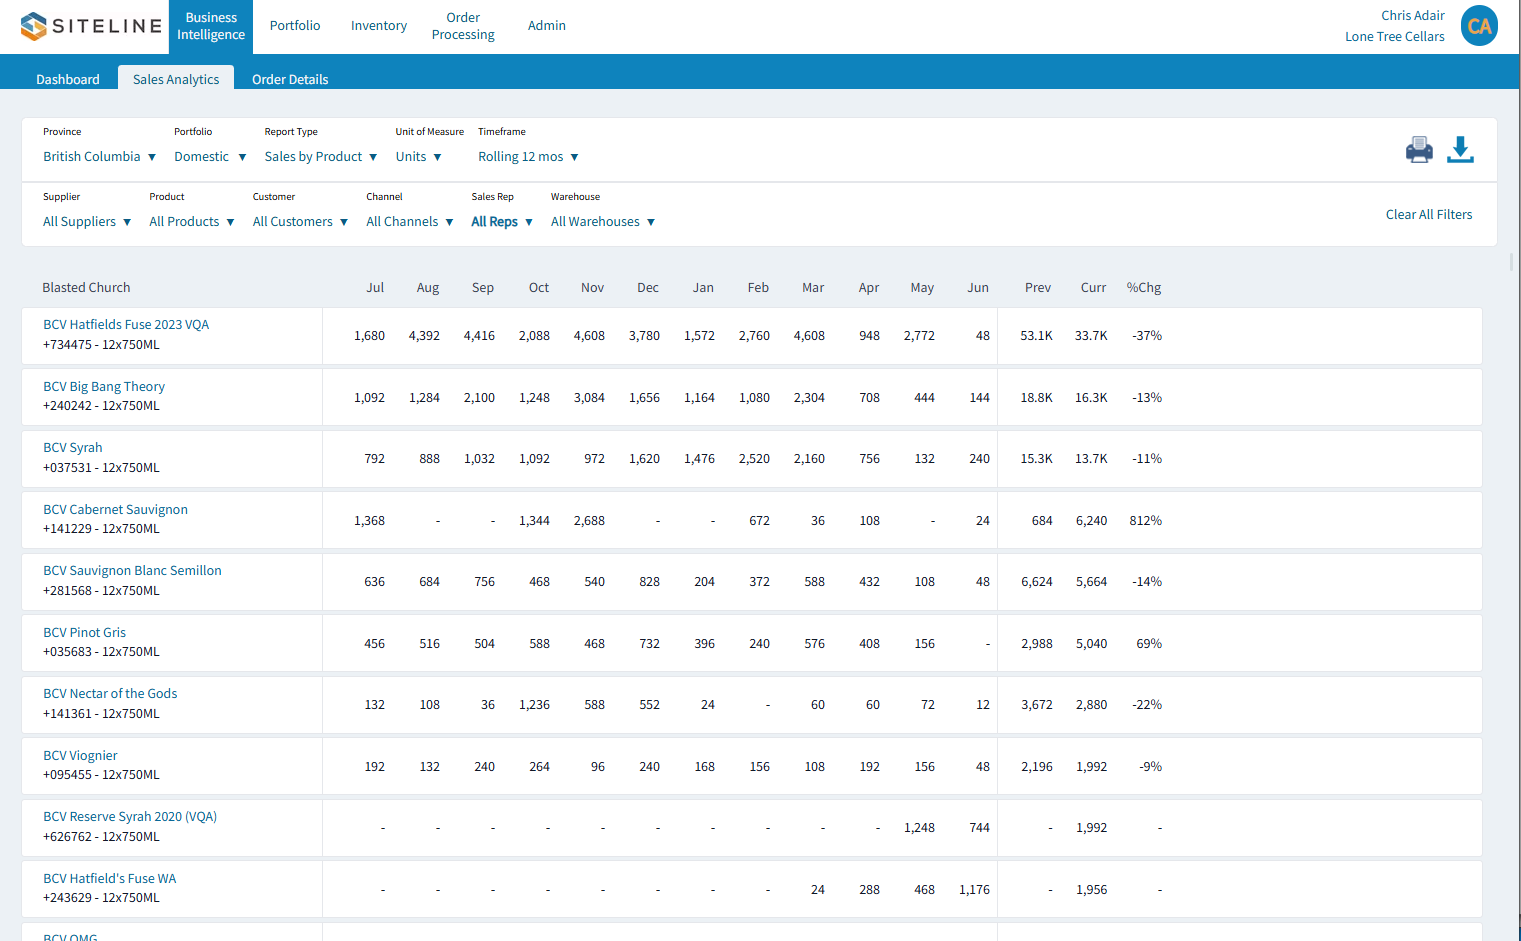 SITELINE
Business Intelligence
Portfolio
Inventory
Order Processing
Admin
Chris Adair
Lone Tree Cellars
CA
Dashboard
Sales Analytics
Order Details
Province Portfolio Report Type Unit of Measure Timeframe
British Columbia ▼ Domestic ▼ Sales by Product ▼ Units ▼ Rolling 12 mos ▼
Supplier Product Customer Channel Sales Rep Warehouse
All Suppliers ▼ All Products ▼ All Customers ▼ All Channels ▼ All Reps ▼ All Warehouses ▼
Clear All Filters
Blasted Church Jul Aug Sep Oct Nov Dec Jan Feb Mar Apr May Jun Prev Curr %Chg
BCV Hatfields Fuse 2023 VQA
+734475 - 12x750ML
1,680 4,392 4,416 2,088 4,608 3,780 1,572 2,760 4,608 948 2,772 48 53.1K 33.7K -37%
BCV Big Bang Theory
+240242 - 12x750ML
1,092 1,284 2,100 1,248 3,084 1,656 1,164 1,080 2,304 708 444 144 18.8K 16.3K -13%
BCV Syrah
+037531 - 12x750ML
792 888 1,032 1,092 972 1,620 1,476 2,520 2,160 756 132 240 15.3K 13.7K -11%
BCV Cabernet Sauvignon
+141229 - 12x750ML
1,368 - - 1,344 2,688 - - 672 36 108 - 24 684 6,240 812%
BCV Sauvignon Blanc Semillon
+281568 - 12x750ML
636 684 756 468 540 828 204 372 588 432 108 48 6,624 5,664 -14%
BCV Pinot Gris
+035683 - 12x750ML
456 516 504 588 468 732 396 240 576 408 156 - 2,988 5,040 69%
BCV Nectar of the Gods
+141361 - 12x750ML
132 108 36 1,236 588 552 24 - 60 60 72 12 3,672 2,880 -22%
BCV Viognier
+095455 - 12x750ML
192 132 240 264 96 240 168 156 108 192 156 48 2,196 1,992 -9%
BCV Reserve Syrah 2020 (VQA)
+626762 - 12x750ML
- - - - - - - - - - 1,248 744 - 1,992 -
BCV Hatfield's Fuse WA
+243629 - 12x750ML
- - - - - - - - 24 288 468 1,176 - 1,956 -
BCV OMG